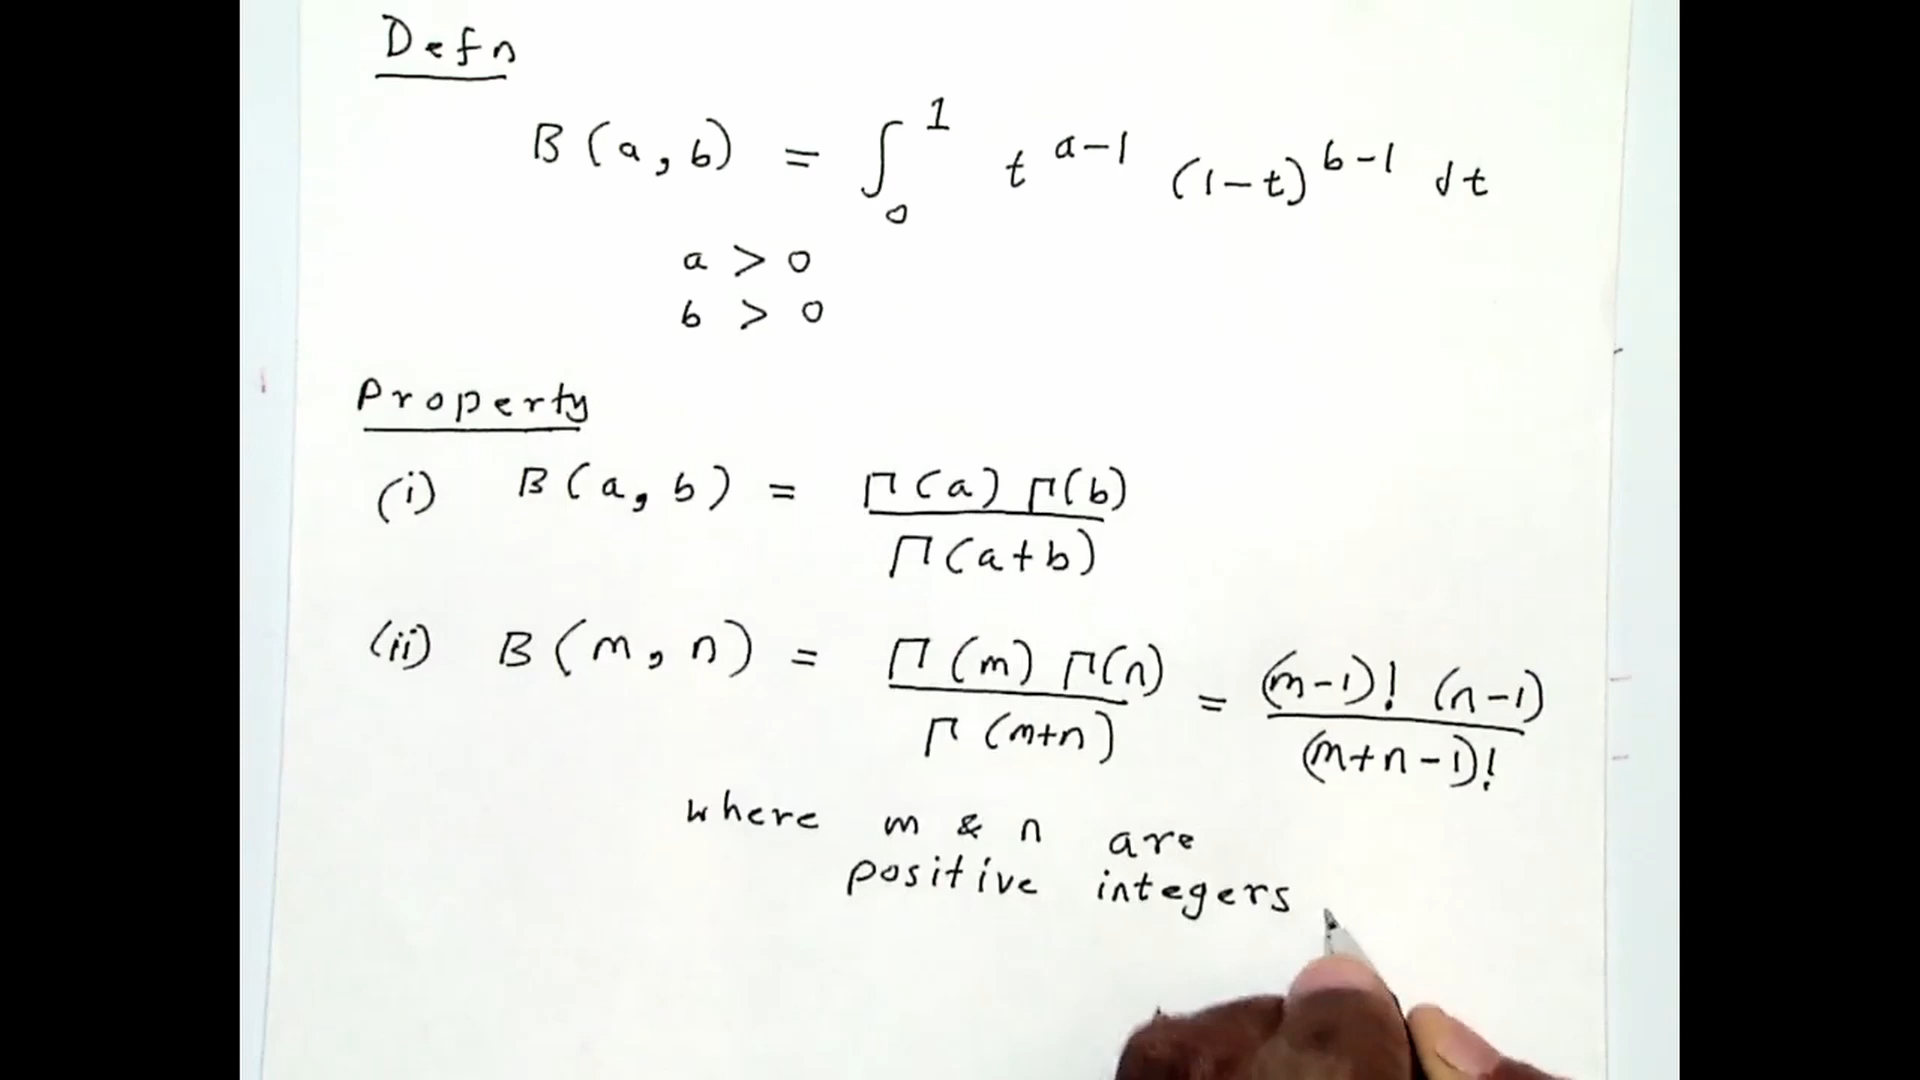 Defn
B(a,b) = ∫₀¹ t^(a-1) (1-t)^(b-1) dt
a > 0
b > 0
Property
(i) B(a,b) = Γ(a) Γ(b) / Γ(a+b)
(ii) B(m,n) = Γ(m) Γ(n) / Γ(m+n) = (m-1)! (n-1) / (m+n-1)!
where m & n are
positive integers